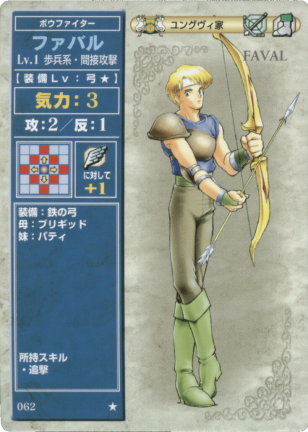 ボウファイター
ファバル
Lv.1 歩兵系・間接攻撃
【装備Lv：弓★】
気力：3
攻：2／反：1
に対して
+1
装備：鉄の弓
母：ブリギッド
妹：パティ
所持スキル
・追撃
062
★
ユングヴィ家
FAVAL